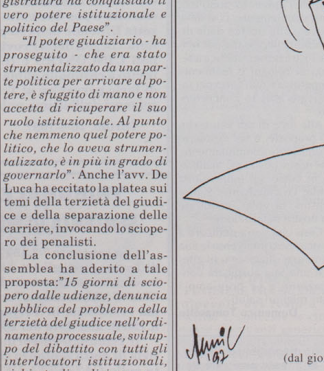 gistratura ha conquistato il
vero potere istituzionale e
politico del Paese".
"Il potere giudiziario - ha
proseguito - che era stato
strumentalizzato da una par-
te politica per arrivare al po-
tere, è sfuggito di mano e non
accetta di ricuperare il suo
ruolo istituzionale. Al punto
che nemmeno quel potere po-
litico, che lo aveva strumen-
talizzato, è in più in grado di
governarlo". Anche l'avv. De
Luca ha eccitato la platea sui
temi della terzietà del giudi-
ce e della separazione delle
carriere, invocando lo sciope-
ro dei penalisti.
La conclusione dell'as-
semblea ha aderito a tale
proposta:"15 giorni di scio-
pero dalle udienze, denuncia
pubblica del problema della
terzietà del giudice nell'ordi-
namento processuale, svilup-
po del dibattito con tutti gli
interlocutori istituzionali,
97
(dal gio